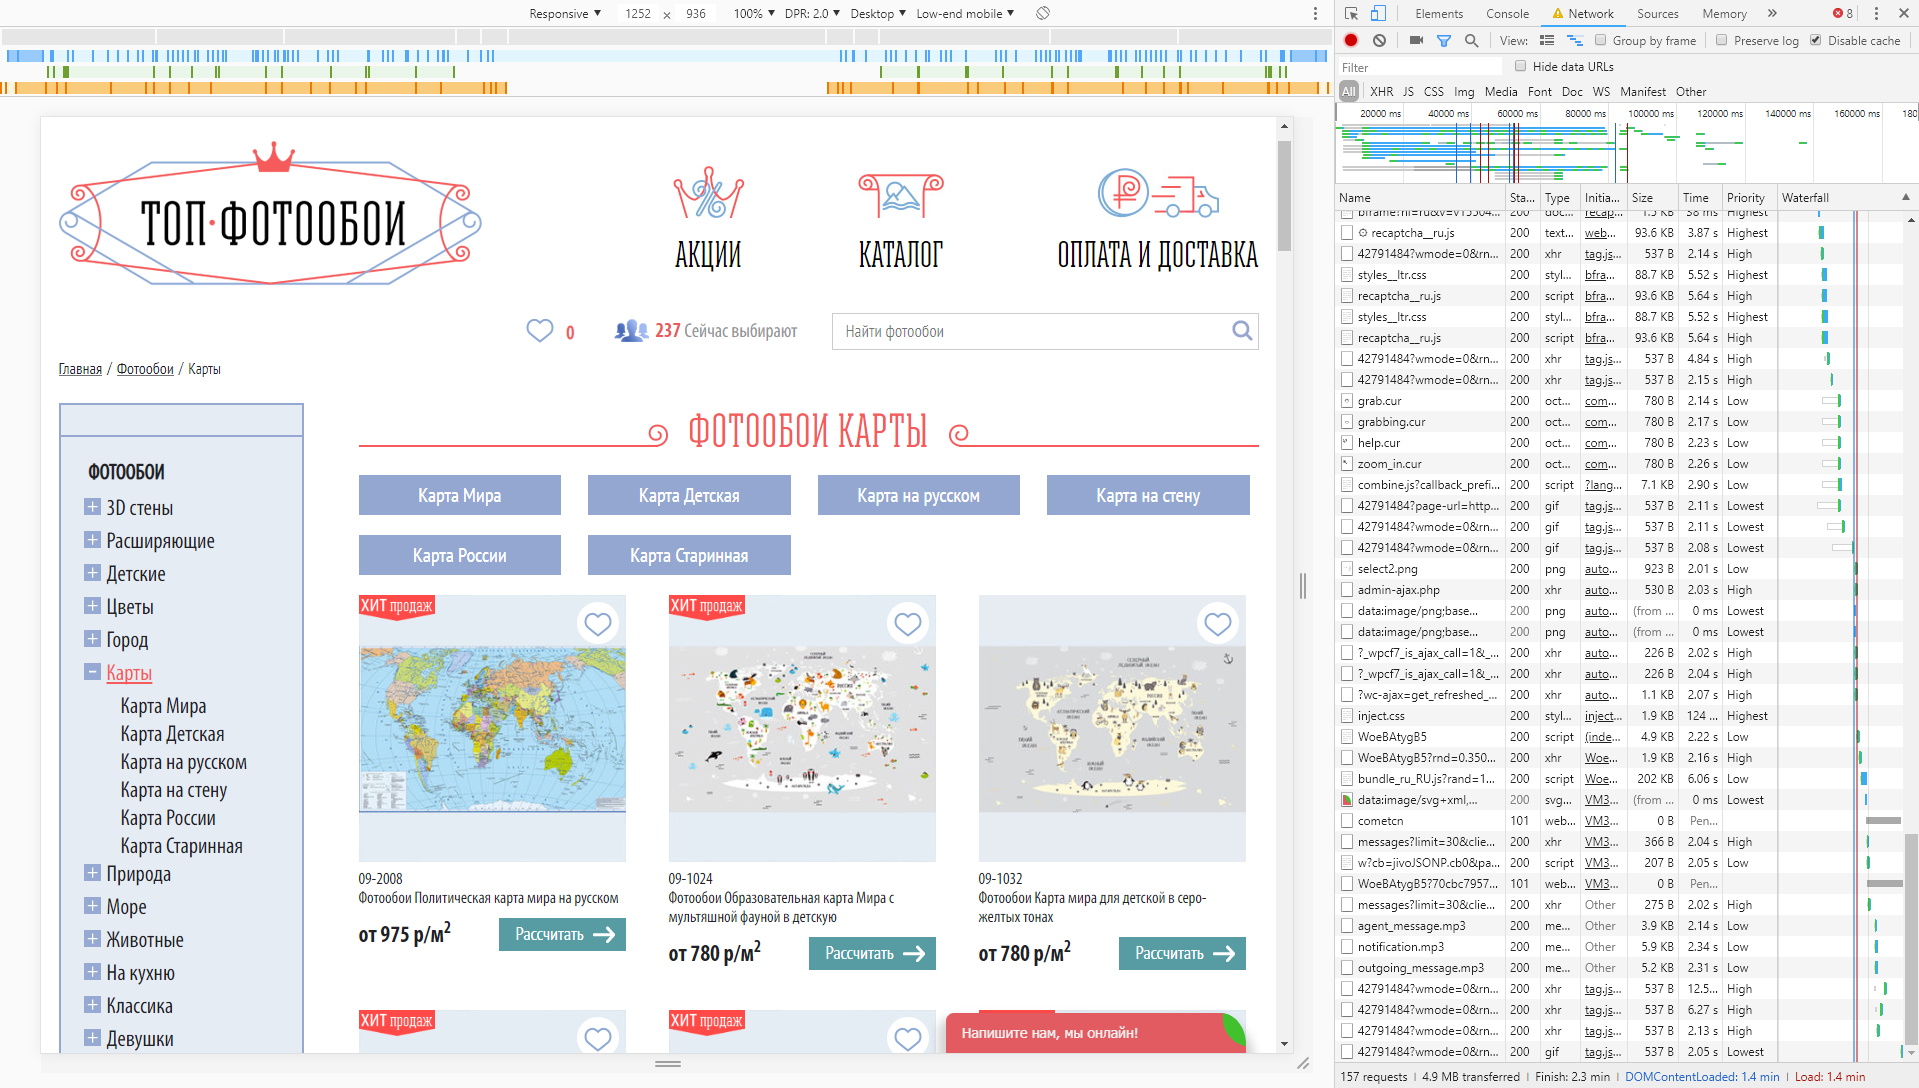 Responsive ▼ 1252 × 936 100% ▼ DPR: 2.0 ▼ Desktop ▼ Low-end mobile ▼
ТОП·ФОТООБОИ
АКЦИИ
КАТАЛОГ
ОПЛАТА И ДОСТАВКА
0
237 Сейчас выбирают
Найти фотообои
Главная / Фотообои / Карты
ФОТООБОИ
3D стены
Расширяющие
Детские
Цветы
Город
Карты
Карта Мира
Карта Детская
Карта на русском
Карта на стену
Карта России
Карта Старинная
Природа
Море
Животные
На кухню
Классика
Девушки
ФОТООБОИ КАРТЫ
Карта Мира
Карта Детская
Карта на русском
Карта на стену
Карта России
Карта Старинная
ХИТ продаж
09-2008
Фотообои Политическая карта мира на русском
от 975 р/м2
Рассчитать
ХИТ продаж
09-1024
Фотообои Образовательная карта Мира с
мультяшной фауной в детскую
от 780 р/м2
Рассчитать
09-1032
Фотообои Карта мира для детской в серо-
желтых тонах
от 780 р/м2
Рассчитать
ХИТ продаж
ХИТ продаж
Напишите нам, мы онлайн!
Elements Console Network Sources Memory » 8
View: Group by frame Preserve log Disable cache
Filter Hide data URLs
All XHR JS CSS Img Media Font Doc WS Manifest Other
20000 ms 40000 ms 60000 ms 80000 ms 100000 ms 120000 ms 140000 ms 160000 ms 180
Name Sta... Type Initia... Size Time Priority Waterfall
recaptcha__ru.js 200 text... web... 93.6 KB 3.87 s Highest
42791484?wmode=0&rn... 200 xhr tag.js... 537 B 2.14 s High
styles__ltr.css 200 styl... bfra... 88.7 KB 5.52 s Highest
recaptcha__ru.js 200 script bfra... 93.6 KB 5.64 s High
styles__ltr.css 200 styl... bfra... 88.7 KB 5.52 s Highest
recaptcha__ru.js 200 script bfra... 93.6 KB 5.64 s High
42791484?wmode=0&rn... 200 xhr tag.js... 537 B 4.84 s High
42791484?wmode=0&rn... 200 xhr tag.js... 537 B 2.15 s High
grab.cur 200 oct... com... 780 B 2.14 s Low
grabbing.cur 200 oct... com... 780 B 2.17 s Low
help.cur 200 oct... com... 780 B 2.23 s Low
zoom_in.cur 200 oct... com... 780 B 2.26 s Low
combine.js?callback_prefi... 200 script ?lang... 7.1 KB 2.90 s Low
42791484?page-url=http... 200 gif tag.js... 537 B 2.11 s Lowest
42791484?wmode=0&rn... 200 gif tag.js... 537 B 2.11 s Lowest
42791484?wmode=0&rn... 200 gif tag.js... 537 B 2.08 s Lowest
select2.png 200 png auto... 923 B 2.01 s Low
admin-ajax.php 200 xhr auto... 530 B 2.03 s High
data:image/png;base... 200 png auto... (from ... 0 ms Lowest
data:image/png;base... 200 png auto... (from ... 0 ms Lowest
?_wpcf7_is_ajax_call=1&_... 200 xhr auto... 226 B 2.02 s High
?_wpcf7_is_ajax_call=1&_... 200 xhr auto... 226 B 2.04 s High
?wc-ajax=get_refreshed_... 200 xhr auto... 1.1 KB 2.07 s High
inject.css 200 styl... inject... 1.9 KB 124 ... Highest
WoeBAtygB5 200 script (inde... 4.9 KB 2.22 s Low
WoeBAtygB5?rnd=0.350... 200 xhr Woe... 1.9 KB 2.16 s High
bundle_ru_RU.js?rand=1... 200 script Woe... 202 KB 6.06 s Low
data:image/svg+xml,... 200 svg... VM3... (from ... 0 ms Lowest
cometcn 101 web... VM3... 0 B Pen...
messages?limit=30&clie... 200 xhr VM3... 366 B 2.04 s High
w?cb=jivoJSONP.cb0&pa... 200 script VM3... 207 B 2.05 s Low
WoeBAtygB5?70cbc7957... 101 web... VM3... 0 B Pen...
messages?limit=30&clie... 200 xhr Other 275 B 2.02 s High
agent_message.mp3 200 me... Other 3.9 KB 2.14 s Low
notification.mp3 200 me... Other 5.9 KB 2.34 s Low
outgoing_message.mp3 200 me... Other 5.2 KB 2.31 s Low
42791484?wmode=0&rn... 200 xhr tag.js... 537 B 12.5... High
42791484?wmode=0&rn... 200 xhr tag.js... 537 B 6.27 s High
42791484?wmode=0&rn... 200 xhr tag.js... 537 B 2.13 s High
42791484?wmode=0&rn... 200 gif tag.js... 537 B 2.05 s Lowest
157 requests | 4.9 MB transferred | Finish: 2.3 min | DOMContentLoaded: 1.4 min | Load: 1.4 min